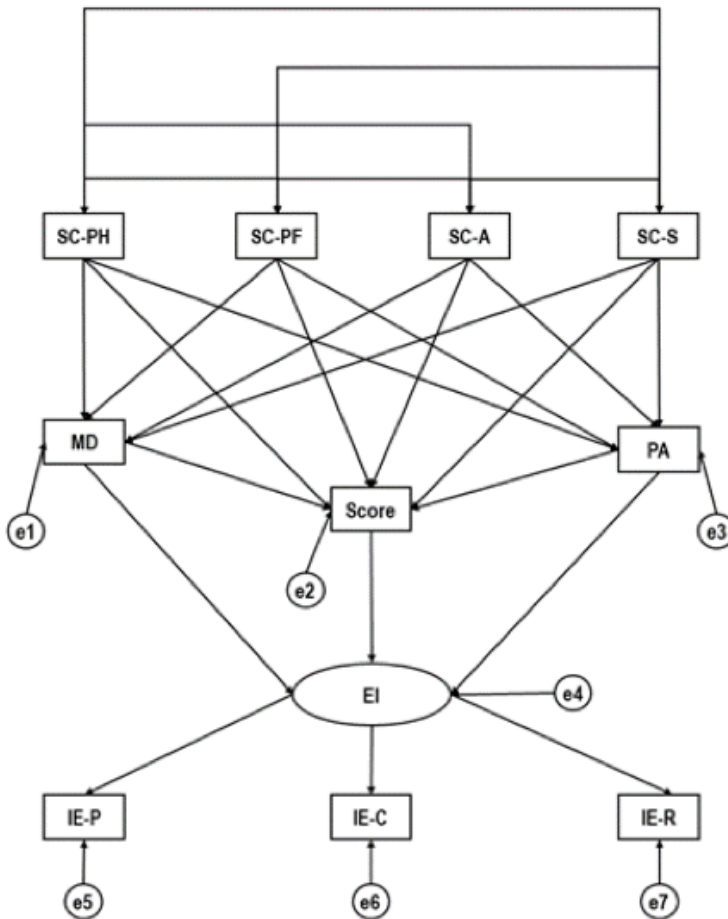 SC-PH
SC-PF
SC-A
SC-S
MD
PA
e1
Score
e3
e2
EI
e4
IE-P
IE-C
IE-R
e5
e6
e7